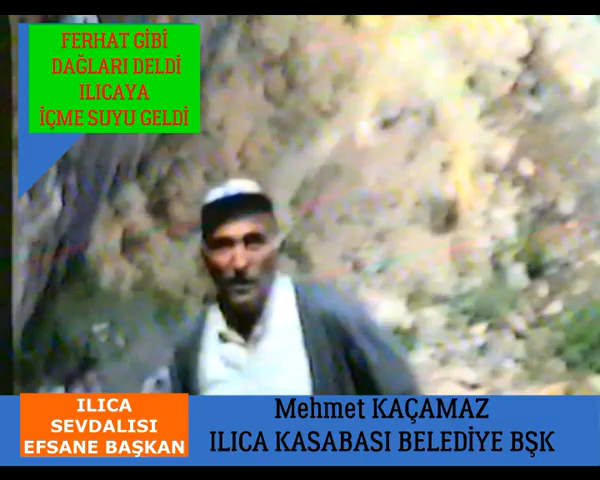 FERHAT GİBİ
DAĞLARI DELDİ
ILICAYA
İÇME SUYU GELDİ
ILICA
SEVDALISI
EFSANE BAŞKAN
Mehmet KAÇAMAZ
ILICA KASABASI BELEDİYE BŞK